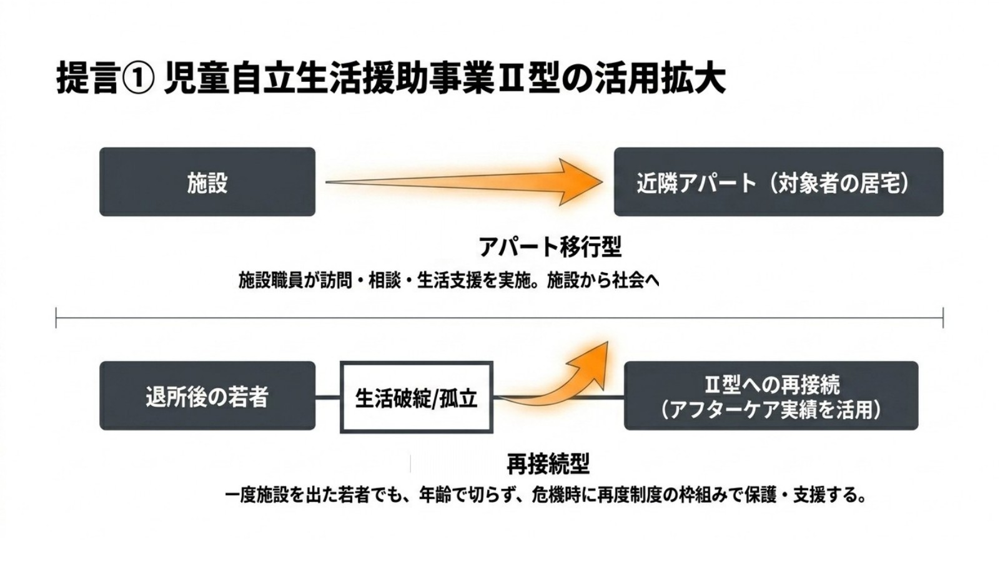 提言① 児童自立生活援助事業Ⅱ型の活用拡大
施設
近隣アパート（対象者の居宅）
アパート移行型
施設職員が訪問・相談・生活支援を実施。施設から社会へ
退所後の若者
生活破綻/孤立
Ⅱ型への再接続
（アフターケア実績を活用）
再接続型
一度施設を出た若者でも、年齢で切らず、危機時に再度制度の枠組みで保護・支援する。